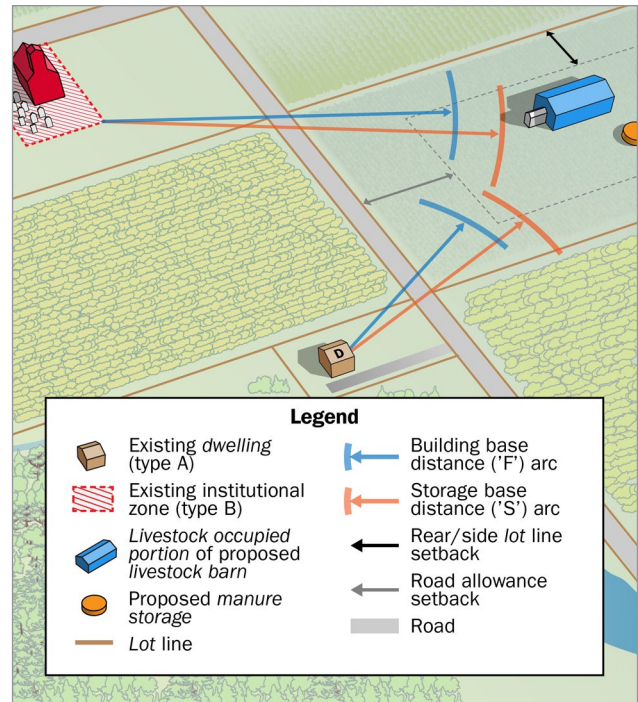 D
Legend
Existing dwelling
(type A)
Existing institutional
zone (type B)
Livestock occupied
portion of proposed
livestock barn
Proposed manure
storage
Lot line
Building base
distance ('F') arc
Storage base
distance ('S') arc
Rear/side lot line
setback
Road allowance
setback
Road